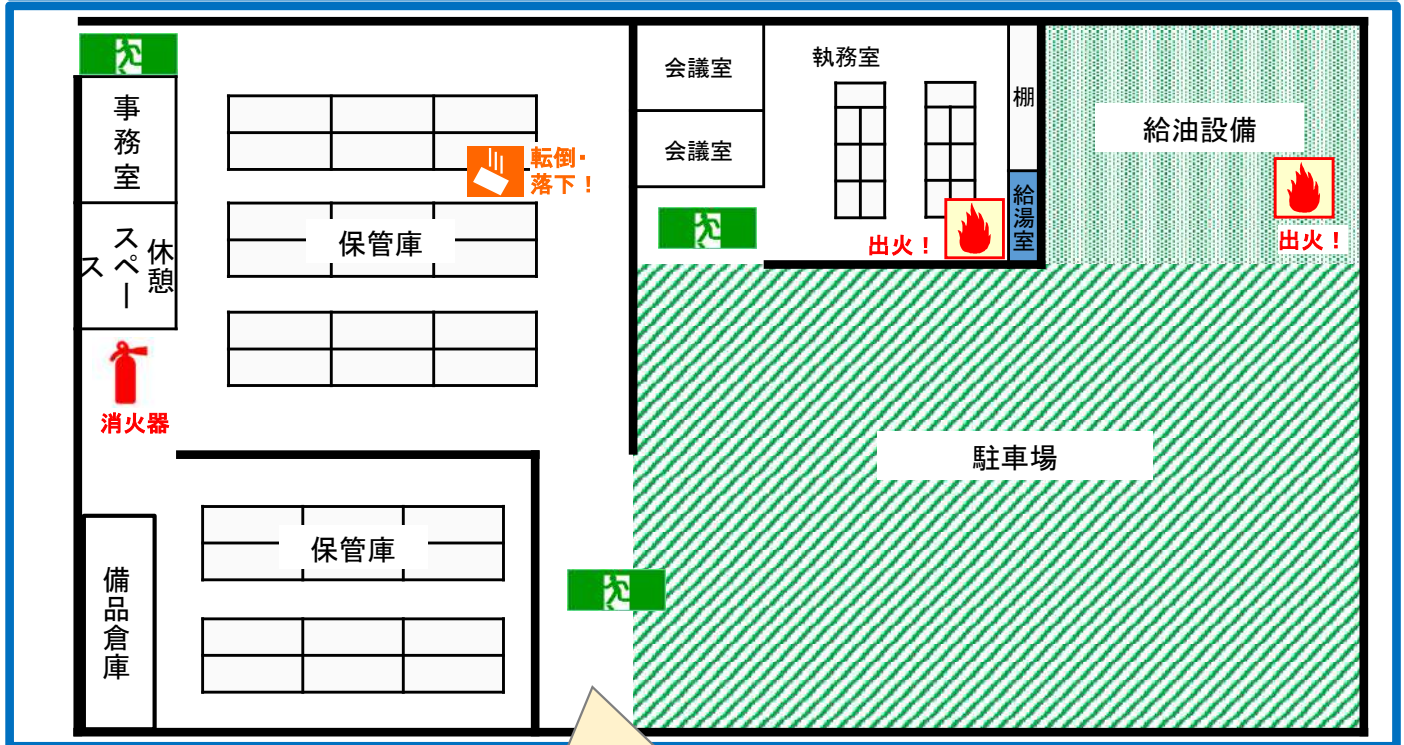 事務室
休憩
スペース
消火器
備品倉庫
転倒・
落下！
保管庫
保管庫
会議室
会議室
執務室
棚
給湯室
出火！
給油設備
出火！
駐車場